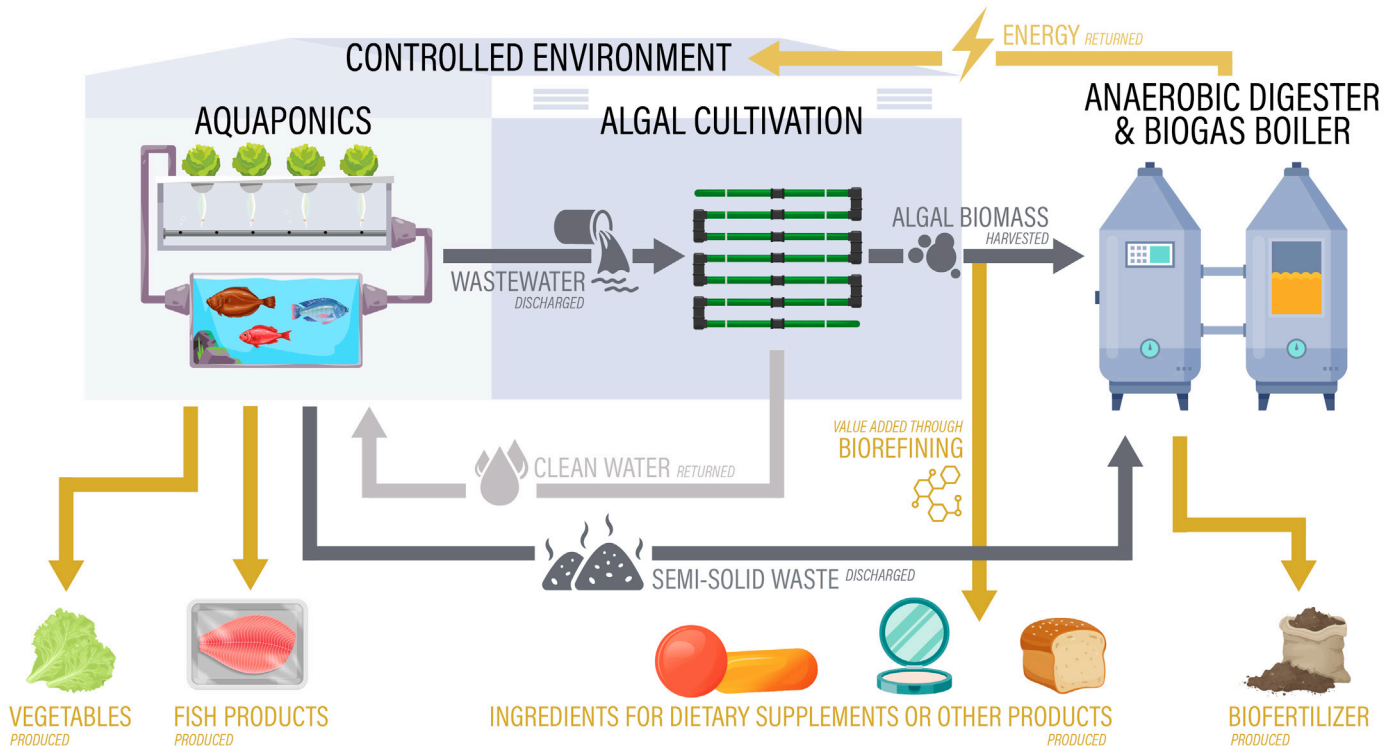 ENERGY RETURNED
CONTROLLED ENVIRONMENT
AQUAPONICS
ALGAL CULTIVATION
ANAEROBIC DIGESTER
& BIOGAS BOILER
WASTEWATER
DISCHARGED
ALGAL BIOMASS
HARVESTED
VALUE ADDED THROUGH
BIOREFINING
CLEAN WATER RETURNED
SEMI-SOLID WASTE DISCHARGED
VEGETABLES
PRODUCED
FISH PRODUCTS
PRODUCED
INGREDIENTS FOR DIETARY SUPPLEMENTS OR OTHER PRODUCTS
PRODUCED
BIOFERTILIZER
PRODUCED